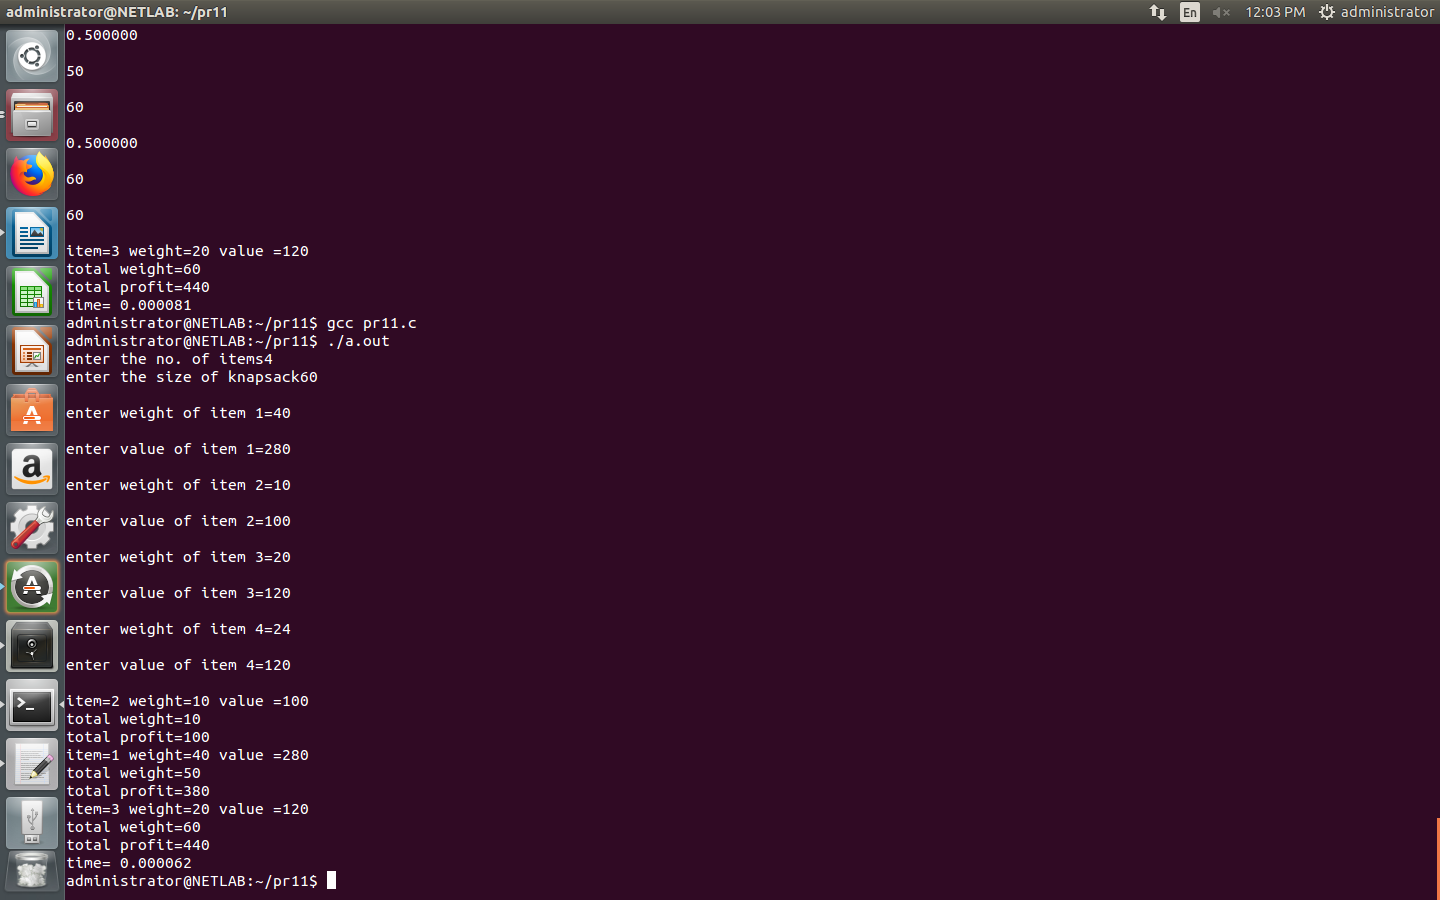 administrator@NETLAB: ~/pr11
En
12:03 PM
administrator
0.500000
50
60
0.500000
60
60
item=3 weight=20 value =120
total weight=60
total profit=440
time= 0.000081
administrator@NETLAB:~/pr11$ gcc pr11.c
administrator@NETLAB:~/pr11$ ./a.out
enter the no. of items4
enter the size of knapsack60
enter weight of item 1=40
enter value of item 1=280
enter weight of item 2=10
enter value of item 2=100
enter weight of item 3=20
enter value of item 3=120
enter weight of item 4=24
enter value of item 4=120
item=2 weight=10 value =100
total weight=10
total profit=100
item=1 weight=40 value =280
total weight=50
total profit=380
item=3 weight=20 value =120
total weight=60
total profit=440
time= 0.000062
administrator@NETLAB:~/pr11$